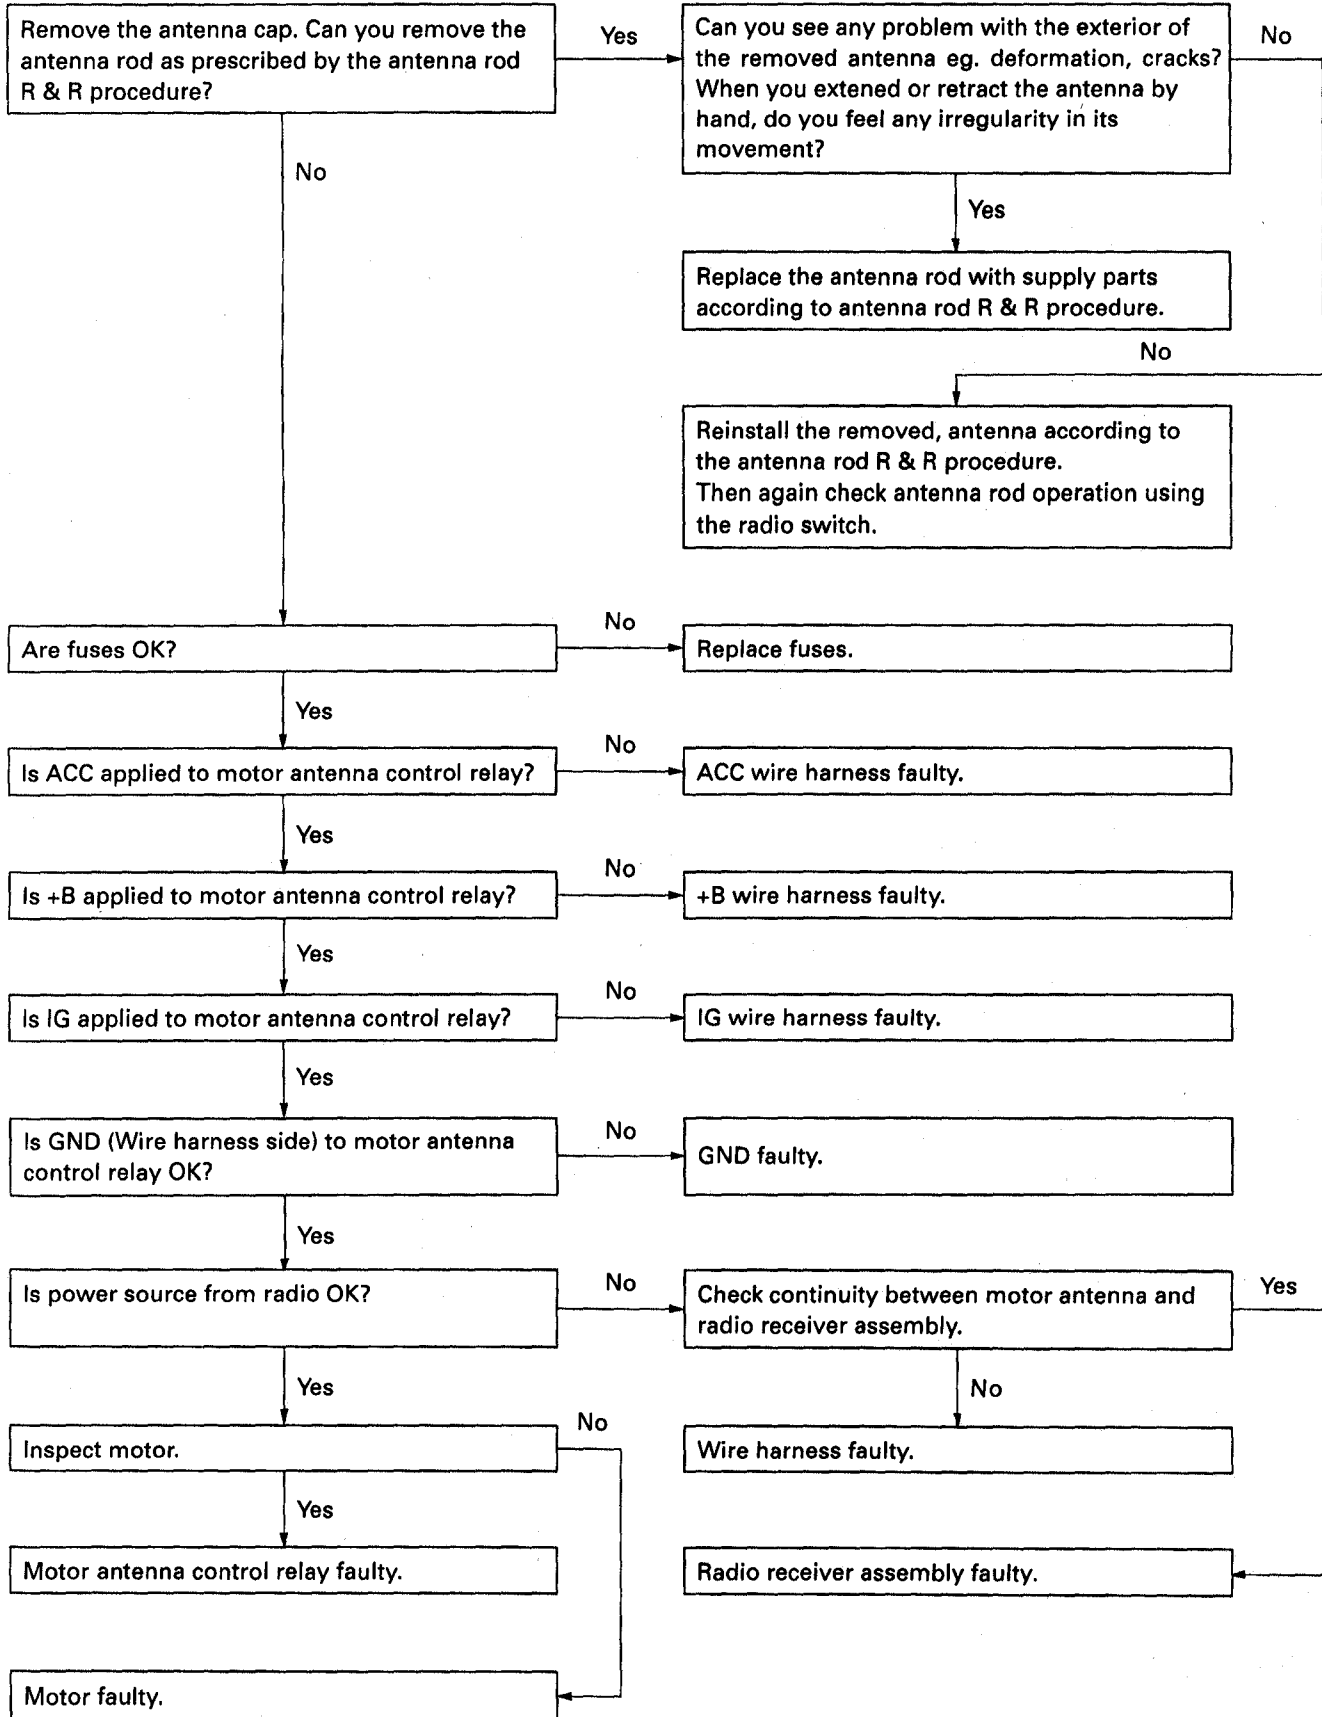 Remove the antenna cap. Can you remove the
antenna rod as prescribed by the antenna rod
R & R procedure?
Yes
Can you see any problem with the exterior of
the removed antenna eg. deformation, cracks?
When you extened or retract the antenna by
hand, do you feel any irregularity in its
movement?
No
No
Yes
Replace the antenna rod with supply parts
according to antenna rod R & R procedure.
No
Reinstall the removed, antenna according to
the antenna rod R & R procedure.
Then again check antenna rod operation using
the radio switch.
Are fuses OK?
No
Replace fuses.
Yes
Is ACC applied to motor antenna control relay?
No
ACC wire harness faulty.
Yes
Is +B applied to motor antenna control relay?
No
+B wire harness faulty.
Yes
Is IG applied to motor antenna control relay?
No
IG wire harness faulty.
Yes
Is GND (Wire harness side) to motor antenna
control relay OK?
No
GND faulty.
Yes
Is power source from radio OK?
No
Check continuity between motor antenna and
radio receiver assembly.
Yes
Yes
No
Inspect motor.
No
Wire harness faulty.
Yes
Motor antenna control relay faulty.
Radio receiver assembly faulty.
Motor faulty.